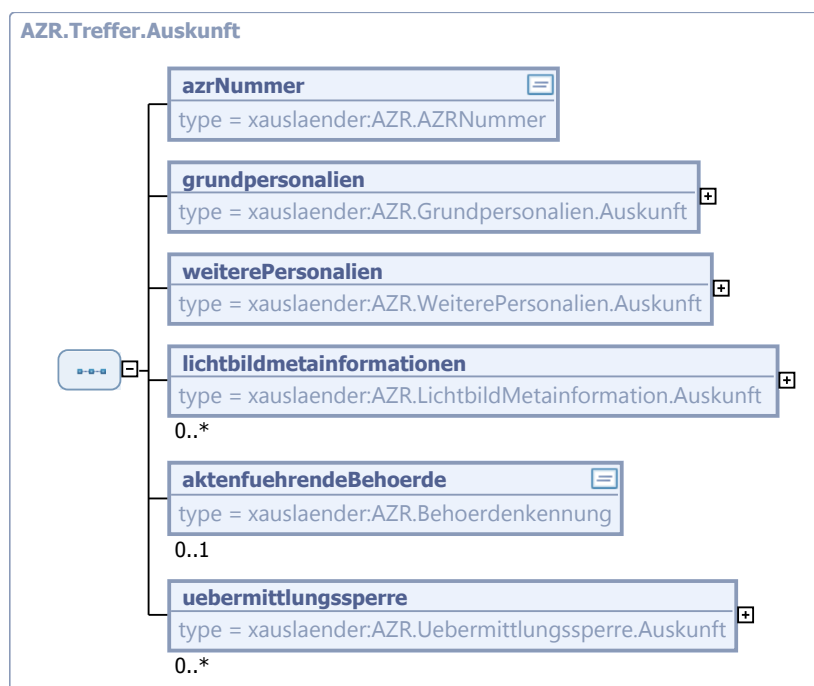 AZR.Treffer.Auskunft
azrNummer
type = xauslaender:AZR.AZRNummer
grundpersonalien
type = xauslaender:AZR.Grundpersonalien.Auskunft
weiterePersonalien
type = xauslaender:AZR.WeiterePersonalien.Auskunft
lichtbildmetainformationen
type = xauslaender:AZR.LichtbildMetainformation.Auskunft
0..*
aktenfuehrendeBehoerde
type = xauslaender:AZR.Behoerdenkennung
0..1
uebermittlungssperre
type = xauslaender:AZR.Uebermittlungssperre.Auskunft
0..*